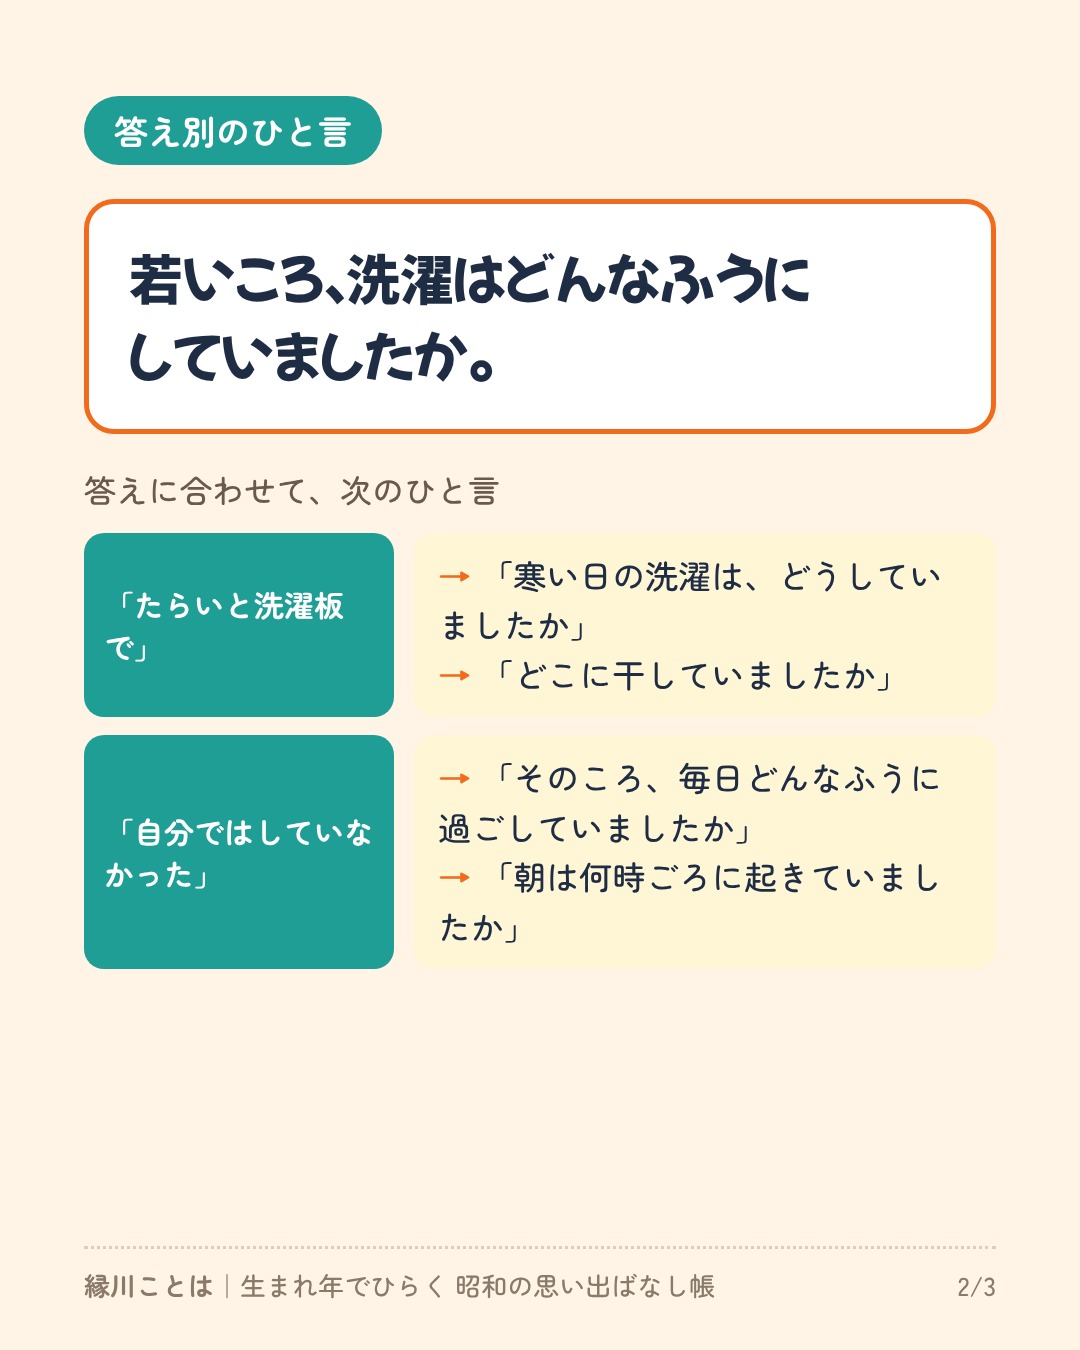 答え別のひと言
若いころ、洗濯はどんなふうに
していましたか。
答えに合わせて、次のひと言
「たらいと洗濯板
で」
→ 「寒い日の洗濯は、どうしてい
ましたか」
→ 「どこに干していましたか」
「自分ではしていな
かった」
→ 「そのころ、毎日どんなふうに
過ごしていましたか」
→ 「朝は何時ごろに起きていまし
たか」
縁川ことは｜生まれ年でひらく 昭和の思い出ばなし帳
2/3